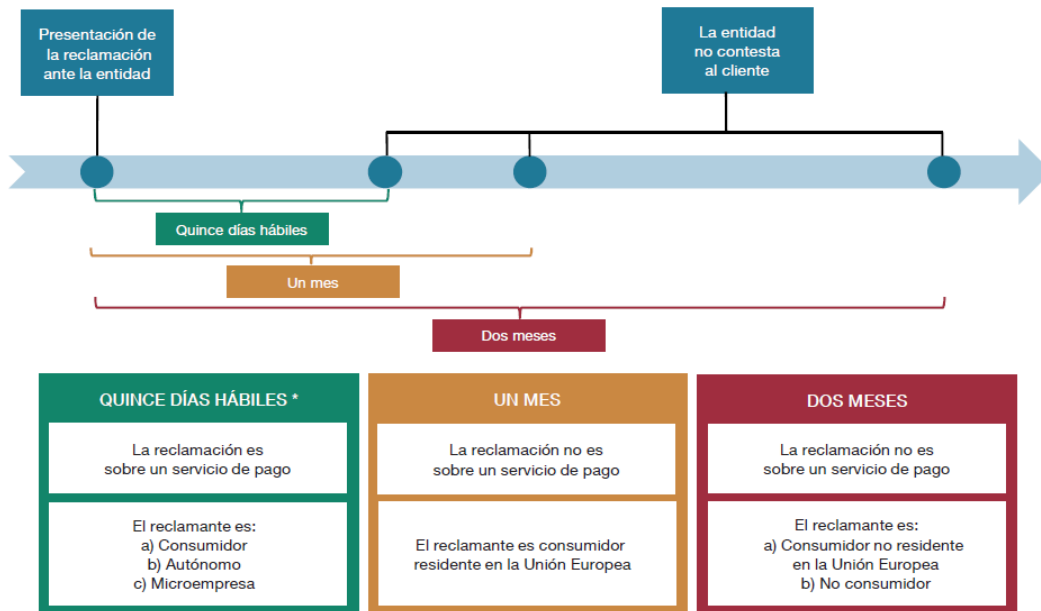 Presentación de
la reclamación
ante la entidad
La entidad
no contesta
al cliente
Quince días hábiles
Un mes
Dos meses
QUINCE DÍAS HÁBILES *
La reclamación es
sobre un servicio de pago
El reclamante es:
a) Consumidor
b) Autónomo
c) Microempresa
UN MES
La reclamación no es
sobre un servicio de pago
El reclamante es consumidor
residente en la Unión Europea
DOS MESES
La reclamación no es
sobre un servicio de pago
El reclamante es:
a) Consumidor no residente
en la Unión Europea
b) No consumidor